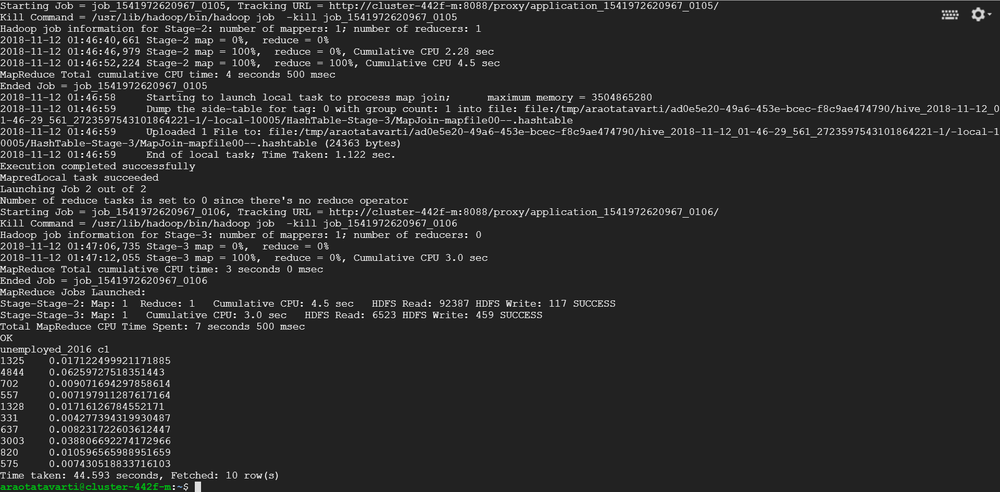 Starting Job = job_1541972620967_0105, Tracking URL = http://cluster-442f-m:8088/proxy/application_1541972620967_0105/
Kill Command = /usr/lib/hadoop/bin/hadoop job  -kill job_1541972620967_0105
Hadoop job information for Stage-2: number of mappers: 1; number of reducers: 1
2018-11-12 01:46:40,661 Stage-2 map = 0%,  reduce = 0%
2018-11-12 01:46:46,979 Stage-2 map = 100%,  reduce = 0%, Cumulative CPU 2.28 sec
2018-11-12 01:46:52,224 Stage-2 map = 100%,  reduce = 100%, Cumulative CPU 4.5 sec
MapReduce Total cumulative CPU time: 4 seconds 500 msec
Ended Job = job_1541972620967_0105
2018-11-12 01:46:58     Starting to launch local task to process map join;      maximum memory = 3504865280
2018-11-12 01:46:59     Dump the side-table for tag: 0 with group count: 1 into file: file:/tmp/araotatavarti/ad0e5e20-49a6-453e-bcec-f8c9ae474790/hive_2018-11-12_0
1-46-29_561_2723597543101864221-1/-local-10005/HashTable-Stage-3/MapJoin-mapfile00--.hashtable
2018-11-12 01:46:59     Uploaded 1 File to: file:/tmp/araotatavarti/ad0e5e20-49a6-453e-bcec-f8c9ae474790/hive_2018-11-12_01-46-29_561_2723597543101864221-1/-local-1
0005/HashTable-Stage-3/MapJoin-mapfile00--.hashtable (24363 bytes)
2018-11-12 01:46:59     End of local task; Time Taken: 1.122 sec.
Execution completed successfully
MapredLocal task succeeded
Launching Job 2 out of 2
Number of reduce tasks is set to 0 since there's no reduce operator
Starting Job = job_1541972620967_0106, Tracking URL = http://cluster-442f-m:8088/proxy/application_1541972620967_0106/
Kill Command = /usr/lib/hadoop/bin/hadoop job  -kill job_1541972620967_0106
Hadoop job information for Stage-3: number of mappers: 1; number of reducers: 0
2018-11-12 01:47:06,735 Stage-3 map = 0%,  reduce = 0%
2018-11-12 01:47:12,055 Stage-3 map = 100%,  reduce = 0%, Cumulative CPU 3.0 sec
MapReduce Total cumulative CPU time: 3 seconds 0 msec
Ended Job = job_1541972620967_0106
MapReduce Jobs Launched:
Stage-Stage-2: Map: 1  Reduce: 1   Cumulative CPU: 4.5 sec   HDFS Read: 92387 HDFS Write: 117 SUCCESS
Stage-Stage-3: Map: 1   Cumulative CPU: 3.0 sec   HDFS Read: 6523 HDFS Write: 459 SUCCESS
Total MapReduce CPU Time Spent: 7 seconds 500 msec
OK
unemployed_2016 c1
1325    0.017122499921171885
4844    0.06259727518351443
702     0.009071694297858614
557     0.007197911287617164
1328    0.01716126784552171
331     0.004277394319930487
637     0.008231722603612447
3003    0.038806692274172966
820     0.010596565988951659
575     0.007430518833716103
Time taken: 44.593 seconds, Fetched: 10 row(s)
araotatavarti@cluster-442f-m:~$